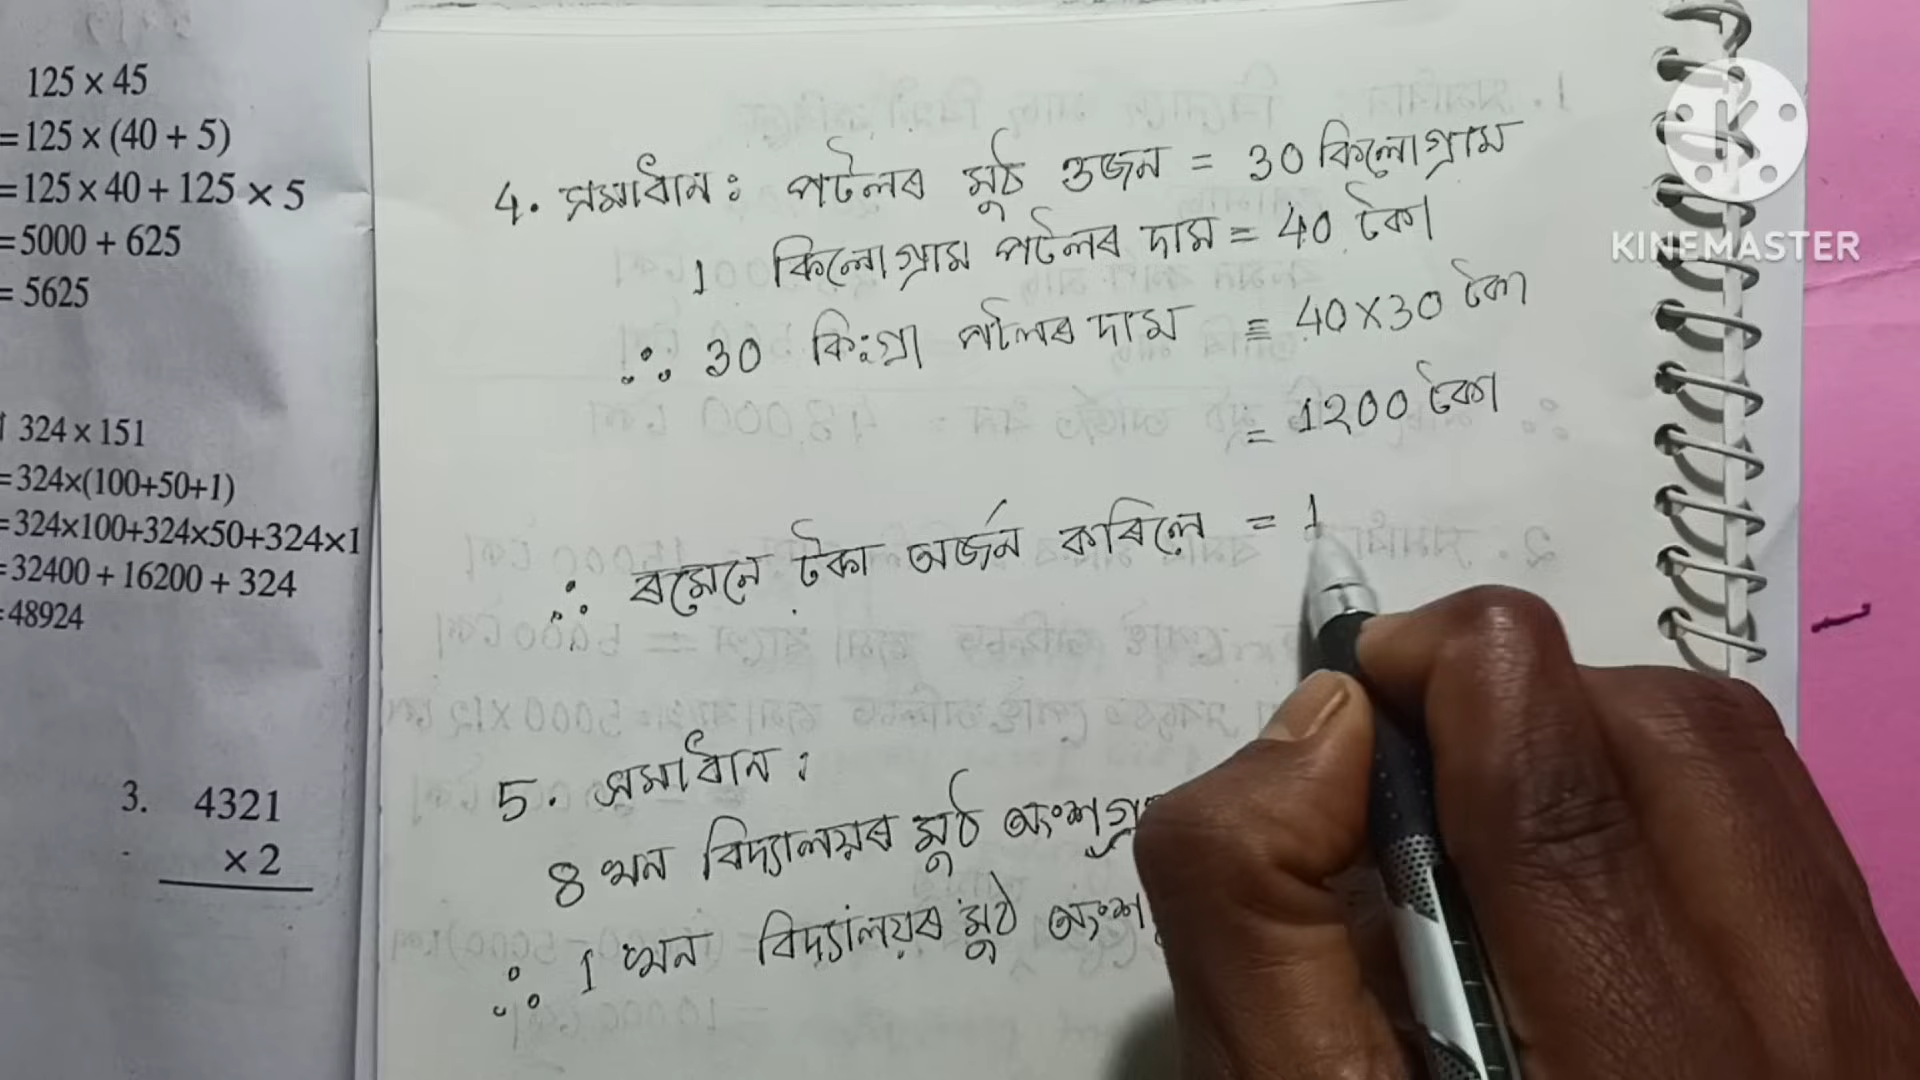 125 × 45
=125 × (40 + 5)
=125 × 40 + 125 × 5
=5000 + 625
= 5625
324 × 151
=324×(100+50+1)
=324×100+324×50+324×1
=32400 + 16200 + 324
=48924
3. 4321
×2
4. সমাধান: পটলৰ মুঠ ওজন = 30 কিলোগ্ৰাম
1 কিলোগ্ৰাম পটলৰ দাম = 40 টকা
∴ 30 কিঃগ্ৰা পটলৰ দাম = 40×30 টকা
= 1200 টকা
∴ ৰমেনে টকা অৰ্জন কৰিলে = 1
5. সমাধান:
8 খন বিদ্যালয়ৰ মুঠ
∴ 1 খন বিদ্যালয়ৰ মুঠ
KINEMASTER